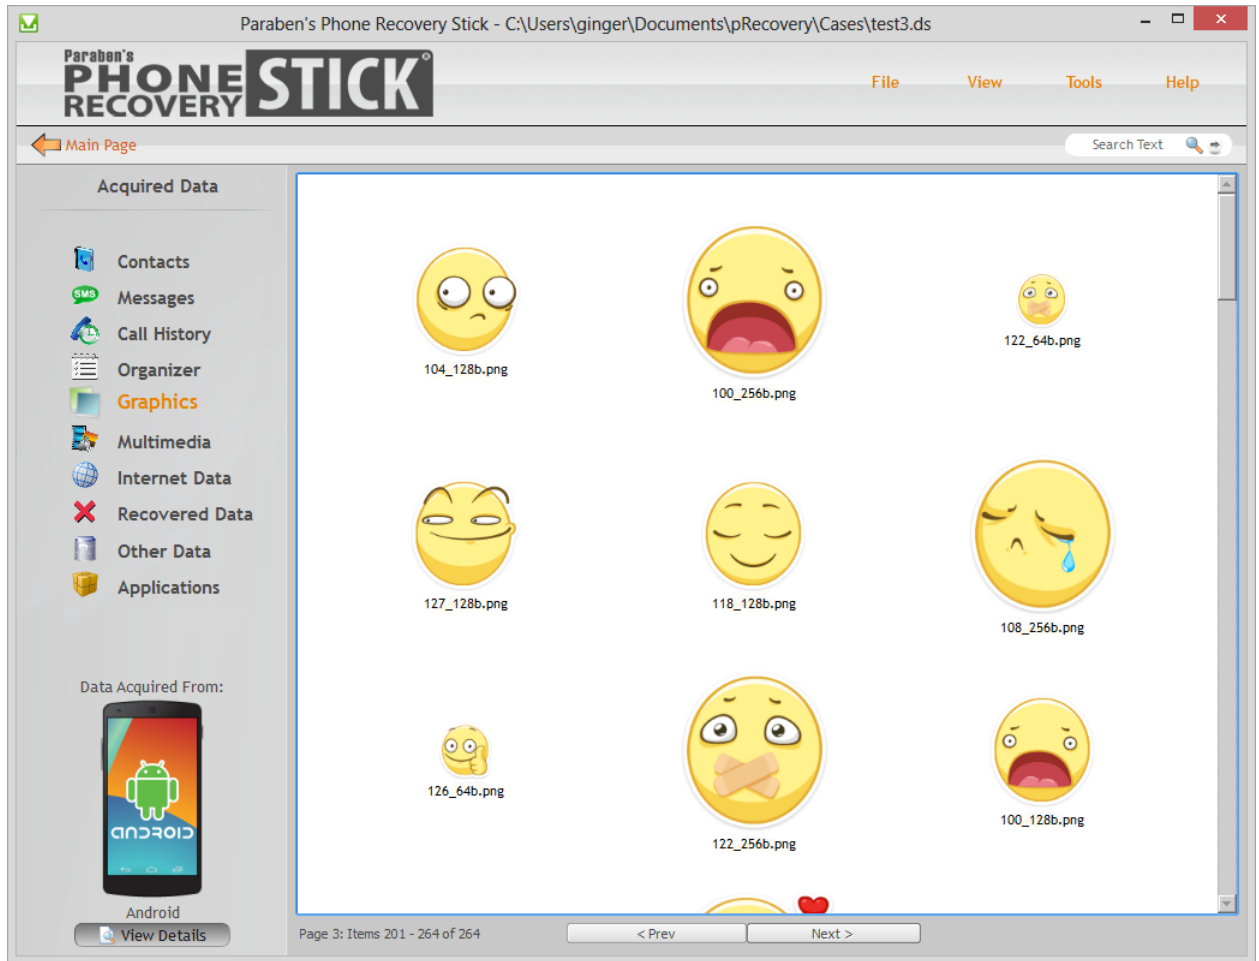 Paraben's Phone Recovery Stick - C:\Users\ginger\Documents\pRecovery\Cases\test3.ds
Paraben's
PHONE
RECOVERY
STICK®
File View Tools Help
Main Page
Search Text
Acquired Data
Contacts
SMS
Messages
Call History
Organizer
Graphics
Multimedia
Internet Data
Recovered Data
Other Data
Applications
Data Acquired From:
ANDROID
Android
View Details
104_128b.png
100_256b.png
122_64b.png
127_128b.png
118_128b.png
108_256b.png
126_64b.png
122_256b.png
100_128b.png
Page 3: Items 201 - 264 of 264
< Prev
Next >